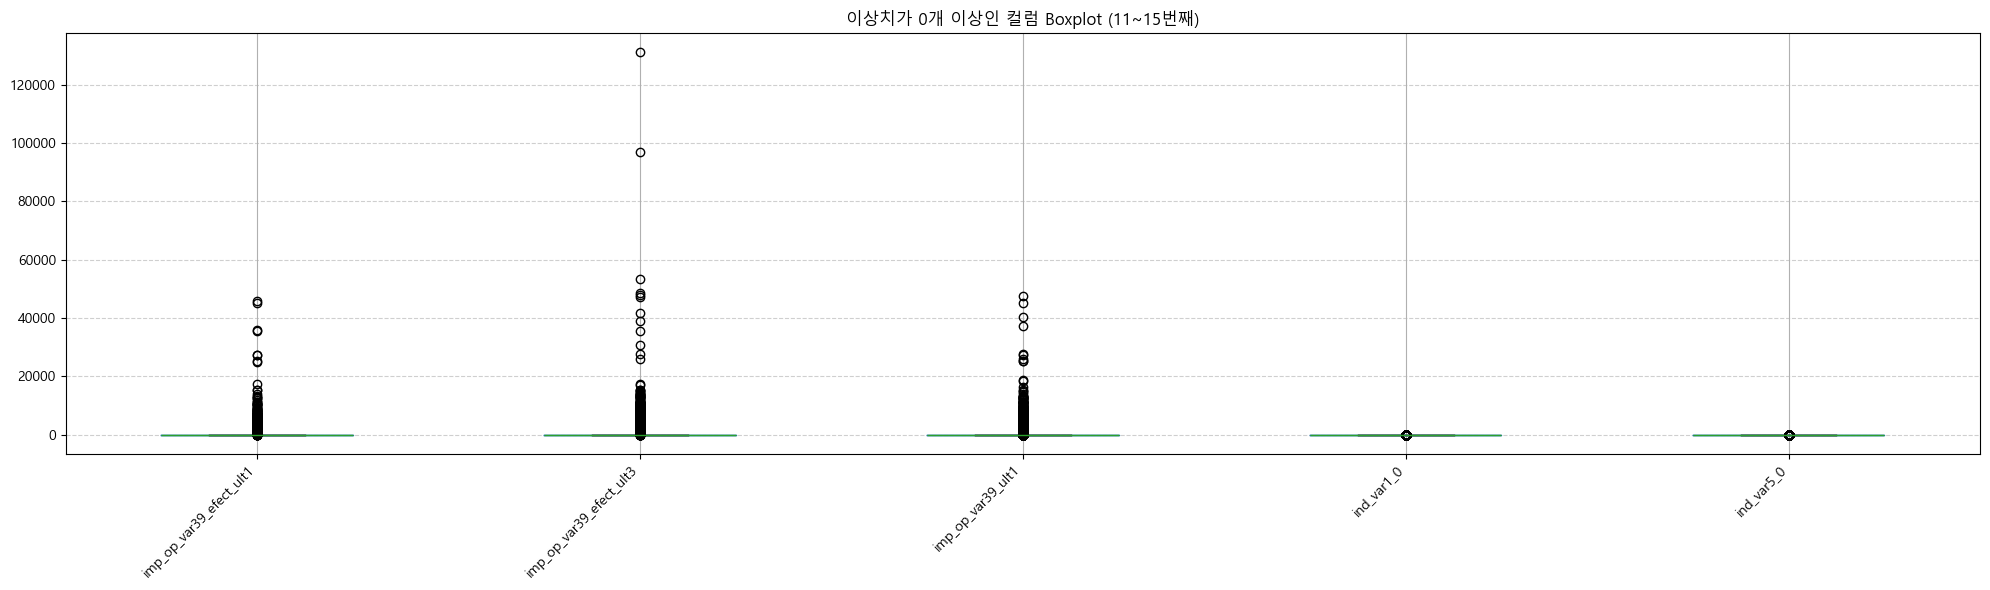 이상치가 0개 이상인 컬럼 Boxplot (11~15번째)
120000
100000
80000
60000
40000
20000
0
imp_op_var39_efect_ult1
imp_op_var39_efect_ult3
imp_op_var39_ult1
ind_var1_0
ind_var5_0